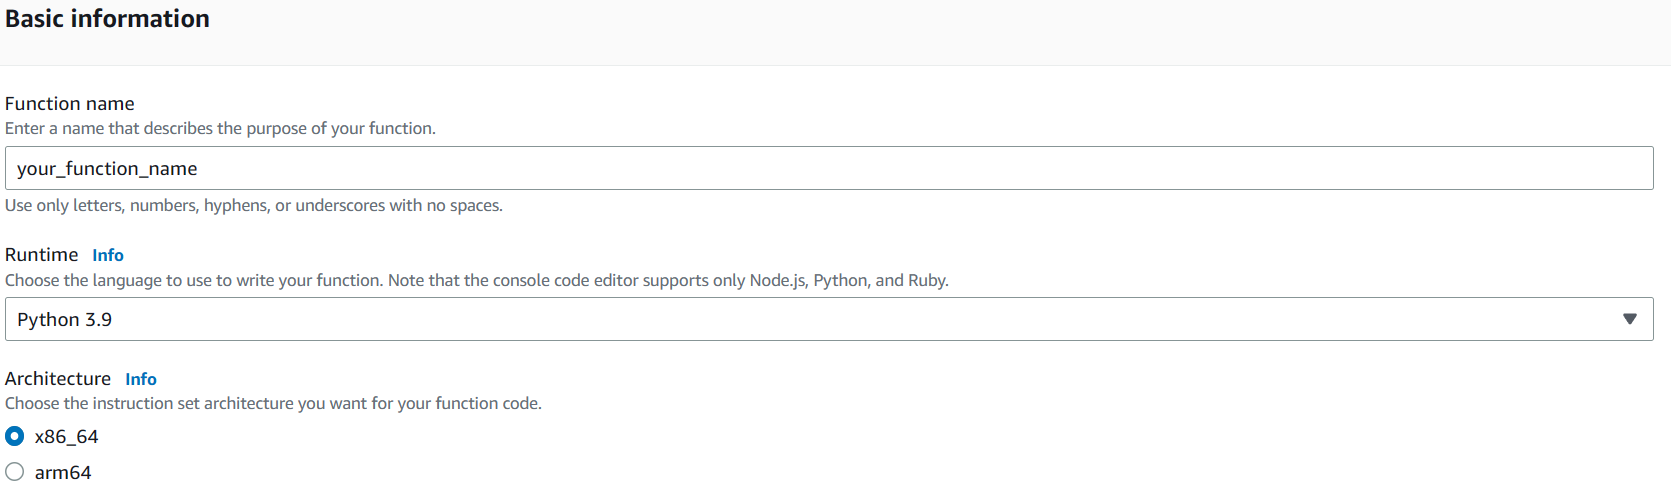 Basic information
Function name
Enter a name that describes the purpose of your function.
your_function_name
Use only letters, numbers, hyphens, or underscores with no spaces.
Runtime Info
Choose the language to use to write your function. Note that the console code editor supports only Node.js, Python, and Ruby.
Python 3.9
Architecture Info
Choose the instruction set architecture you want for your function code.
x86_64
arm64